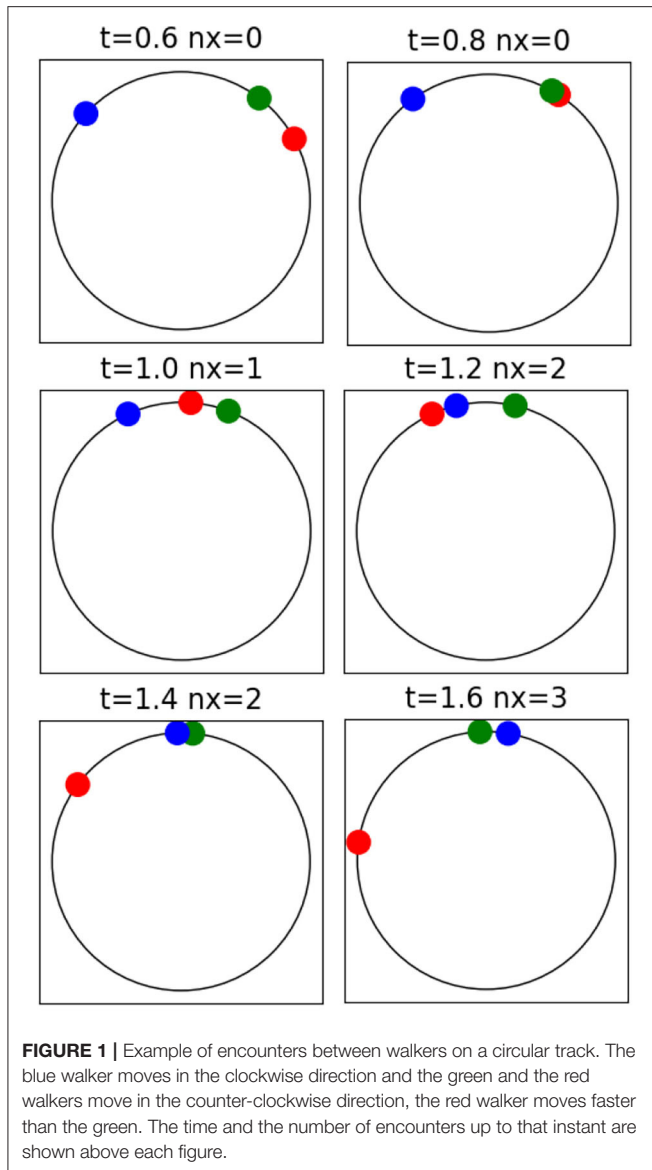 t=0.6 nx=0
t=0.8 nx=0
t=1.0 nx=1
t=1.2 nx=2
t=1.4 nx=2
t=1.6 nx=3
FIGURE 1 | Example of encounters between walkers on a circular track. The
blue walker moves in the clockwise direction and the green and the red
walkers move in the counter-clockwise direction, the red walker moves faster
than the green. The time and the number of encounters up to that instant are
shown above each figure.